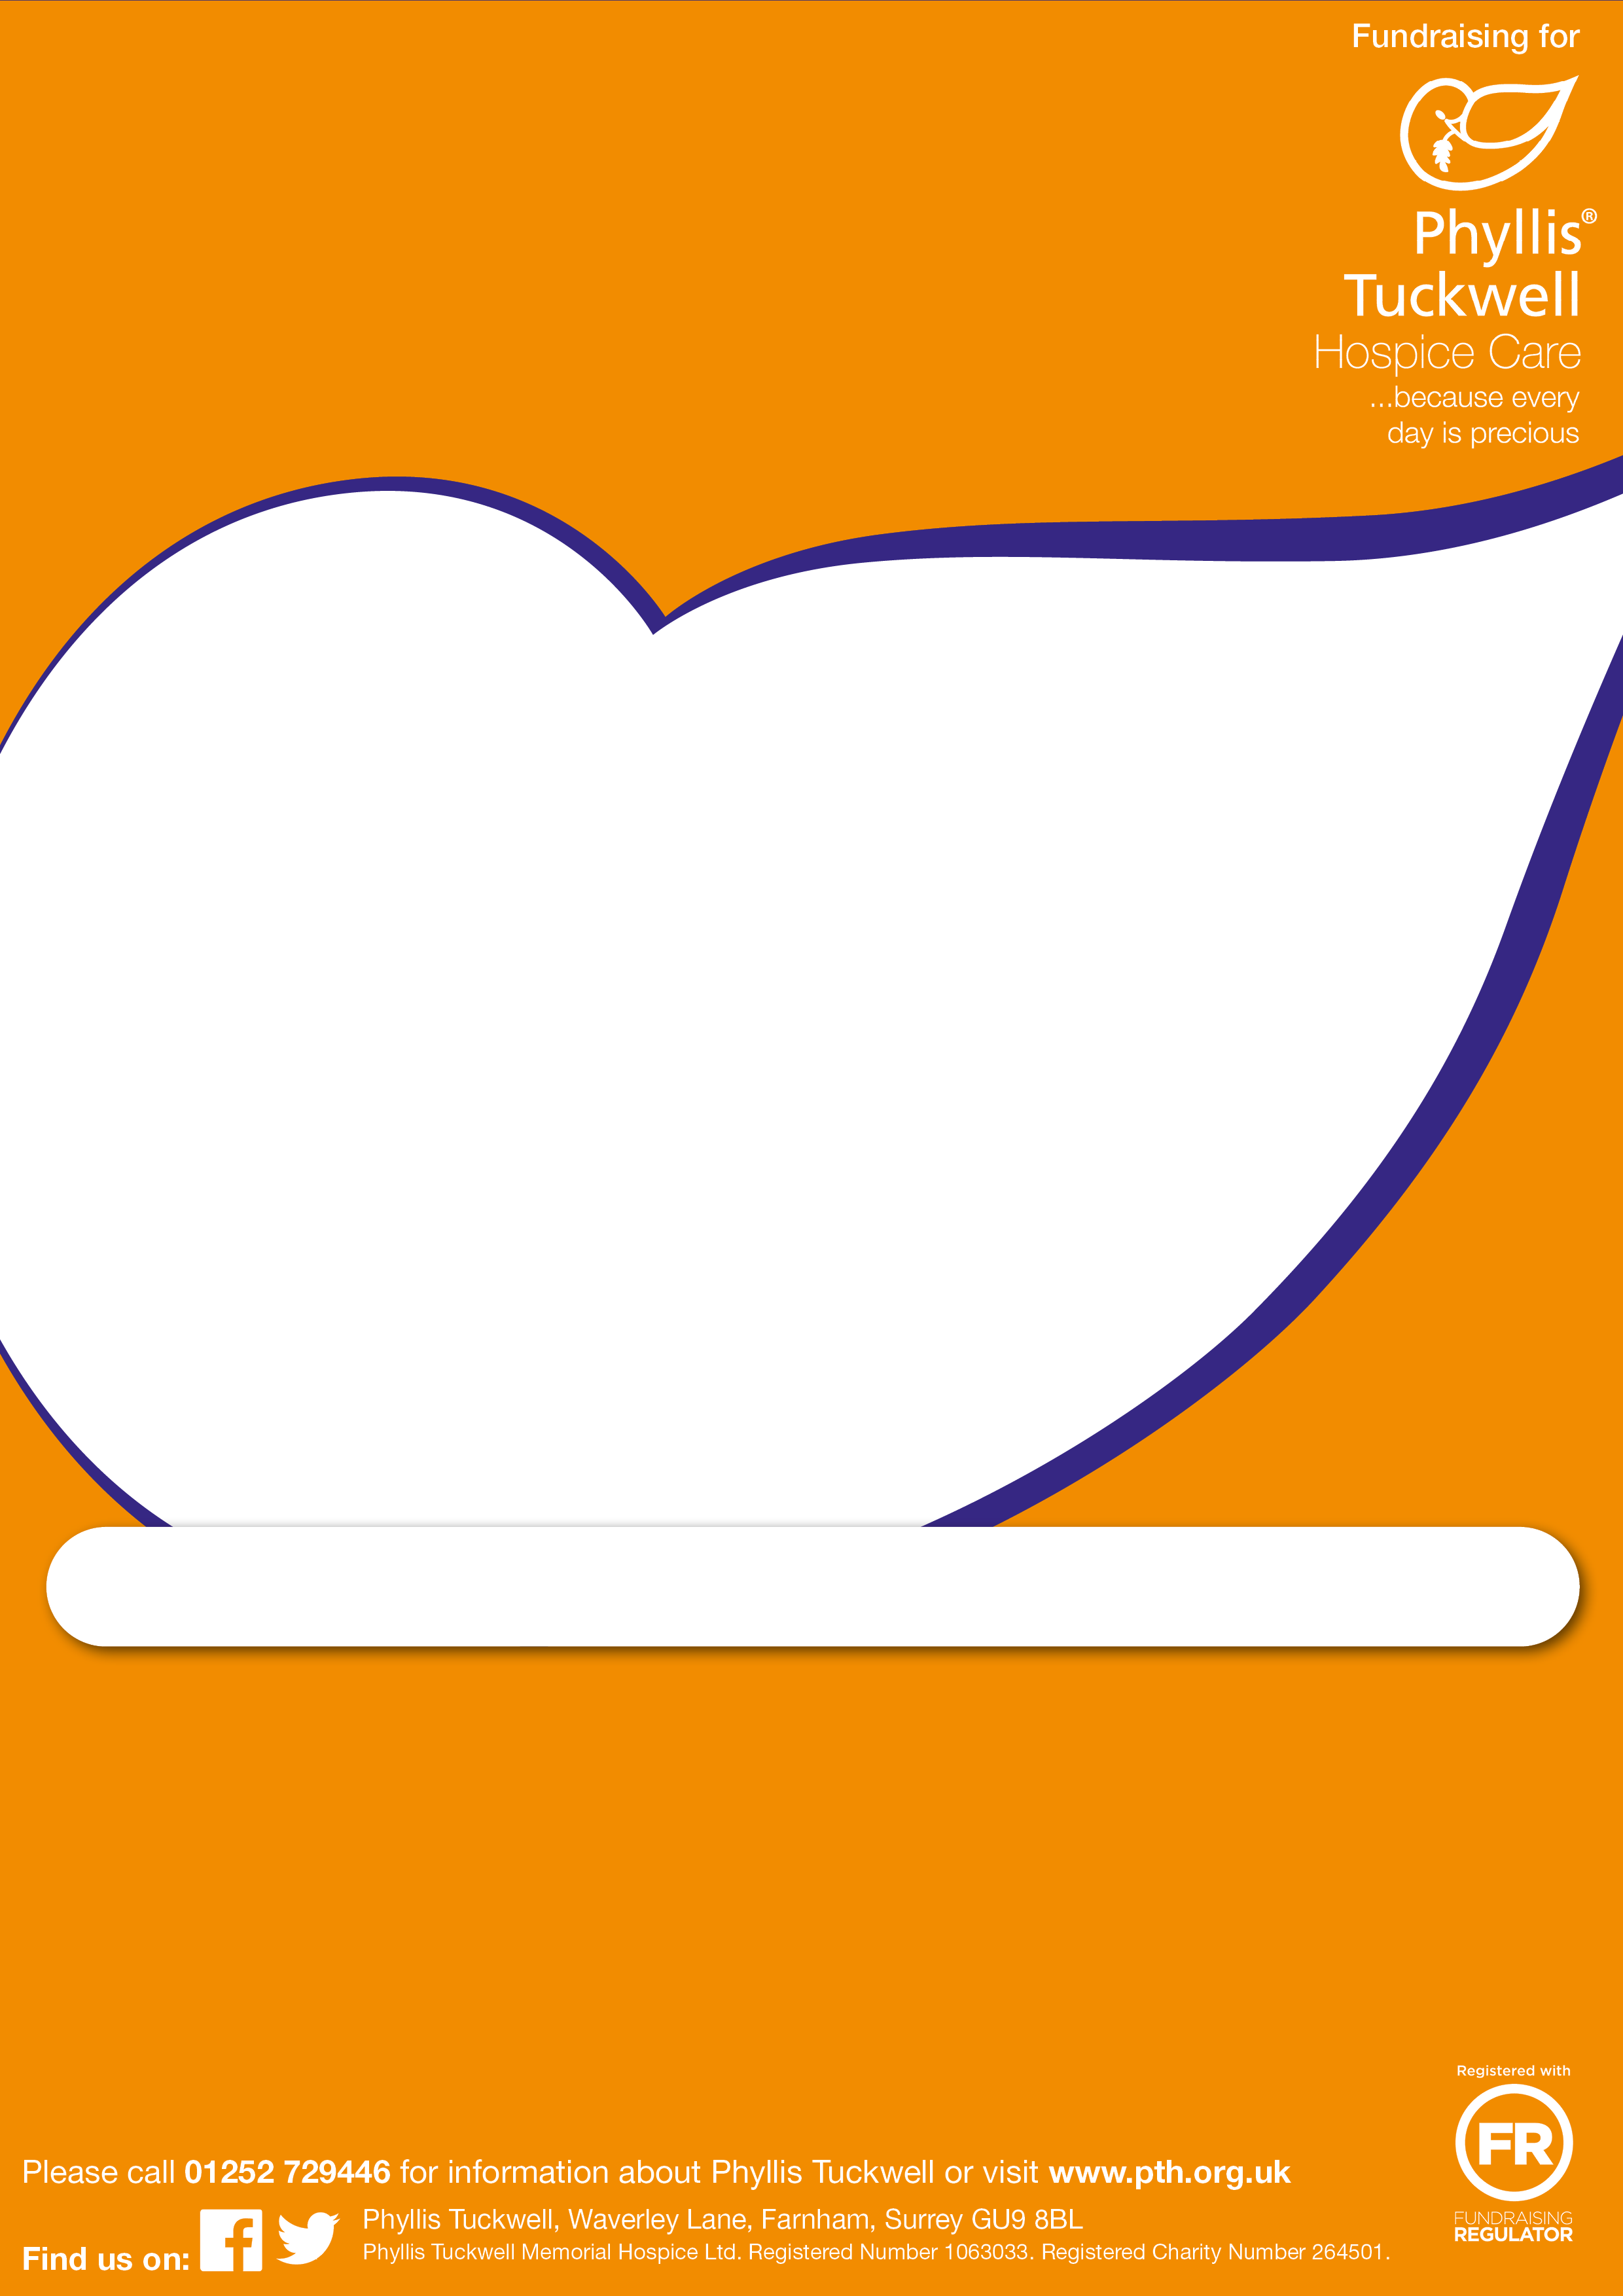 Fundraising for
Phyllis®
Tuckwell
Hospice Care
...because every
day is precious
Registered with
FR
FUNDRAISING
REGULATOR
Please call 01252 729446 for information about Phyllis Tuckwell or visit www.pth.org.uk
Find us on:
Phyllis Tuckwell, Waverley Lane, Farnham, Surrey GU9 8BL
Phyllis Tuckwell Memorial Hospice Ltd. Registered Number 1063033. Registered Charity Number 264501.